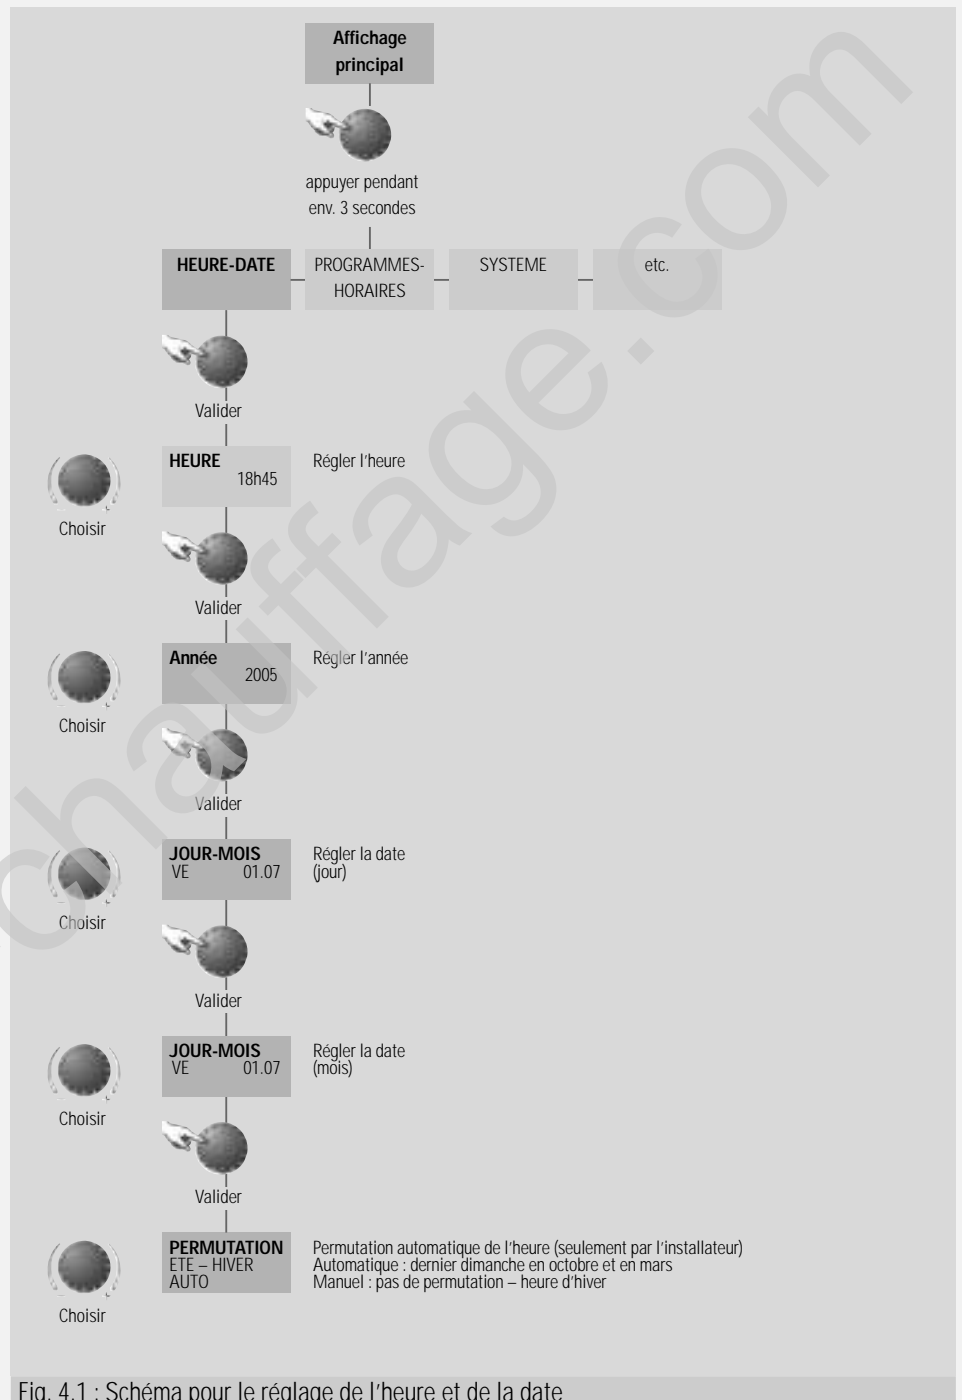 Affichage
principal
appuyer pendant
env. 3 secondes
HEURE-DATE
PROGRAMMES-
HORAIRES
SYSTEME
etc.
Valider
HEURE
18h45
Régler l'heure
Choisir
Valider
Année
2005
Régler l'année
Choisir
Valider
JOUR-MOIS
VE 01.07
Régler la date
(jour)
Choisir
Valider
JOUR-MOIS
VE 01.07
Régler la date
(mois)
Choisir
Valider
PERMUTATION
ETE – HIVER
AUTO
Permutation automatique de l'heure (seulement par l'installateur)
Automatique : dernier dimanche en octobre et en mars
Manuel : pas de permutation – heure d'hiver
Choisir
Fig. 4.1 : Schéma pour le réglage de l'heure et de la date
chauffage.com